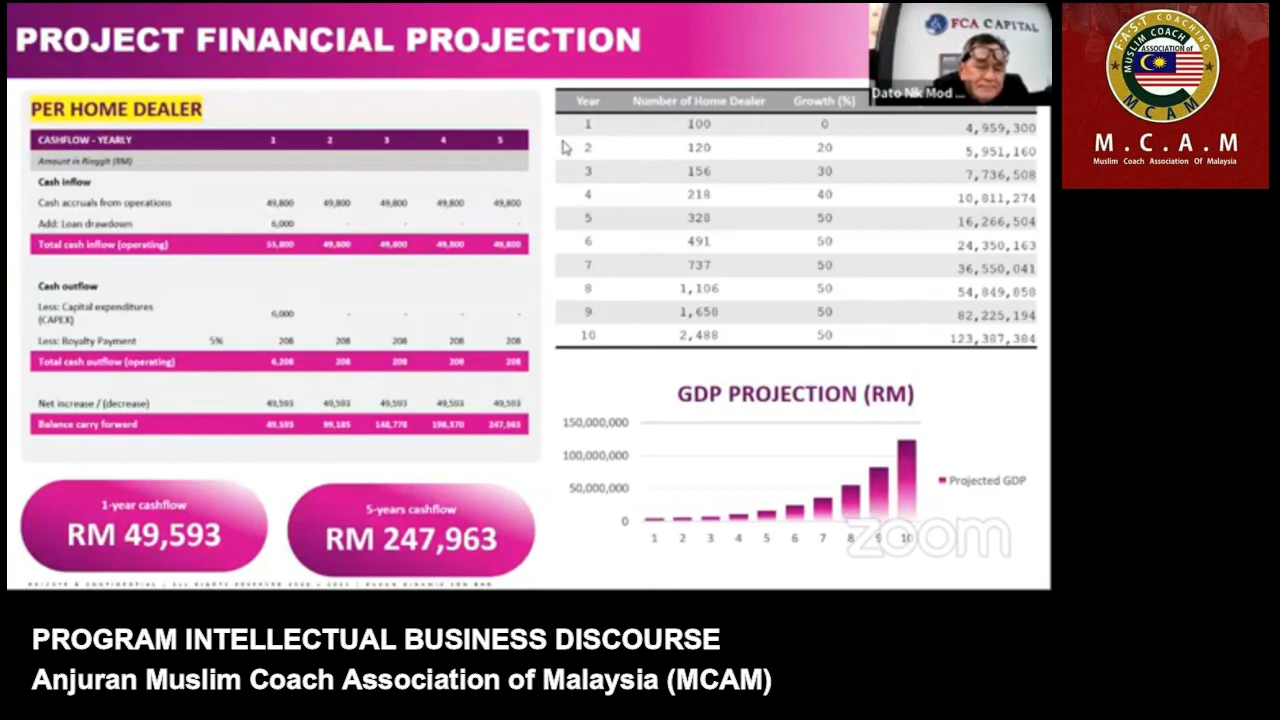 PROJECT FINANCIAL PROJECTION
FCA CAPITAL
Dato Nik Mod ...
MUSLIM COACH
ASSOCIATION of
F.A.S.T COACHING
MCAM
M.C.A.M
Muslim Coach Association Of Malaysia
PER HOME DEALER
CASHFLOW - YEARLY 1 2 3 4 5
Amount in Ringgit (RM)
Cash inflow
Cash accruals from operations 49,800 49,800 49,800 49,800 49,800
Add: Loan drawdown 6,000 - - - -
Total cash inflow (operating) 55,800 49,800 49,800 49,800 49,800
Cash outflow
Less: Capital expenditures
(CAPEX) 6,000 - - - -
Less: Royalty Payment 5% 208 208 208 208 208
Total cash outflow (operating) 6,208 208 208 208 208
Net increase / (decrease) 49,593 49,593 49,593 49,593 49,593
Balance carry forward 49,593 99,185 148,778 198,370 247,963
1-year cashflow
RM 49,593
5-years cashflow
RM 247,963
Year Number of Home Dealer Growth (%)
1 100 0 4,959,300
2 120 20 5,951,160
3 156 30 7,736,508
4 218 40 10,811,274
5 328 50 16,266,504
6 491 50 24,350,163
7 737 50 36,550,041
8 1,106 50 54,849,858
9 1,658 50 82,225,194
10 2,488 50 123,387,384
GDP PROJECTION (RM)
150,000,000
100,000,000
50,000,000
0
1 2 3 4 5 6 7 8 9 10
Projected GDP
zoom
PROGRAM INTELLECTUAL BUSINESS DISCOURSE
Anjuran Muslim Coach Association of Malaysia (MCAM)